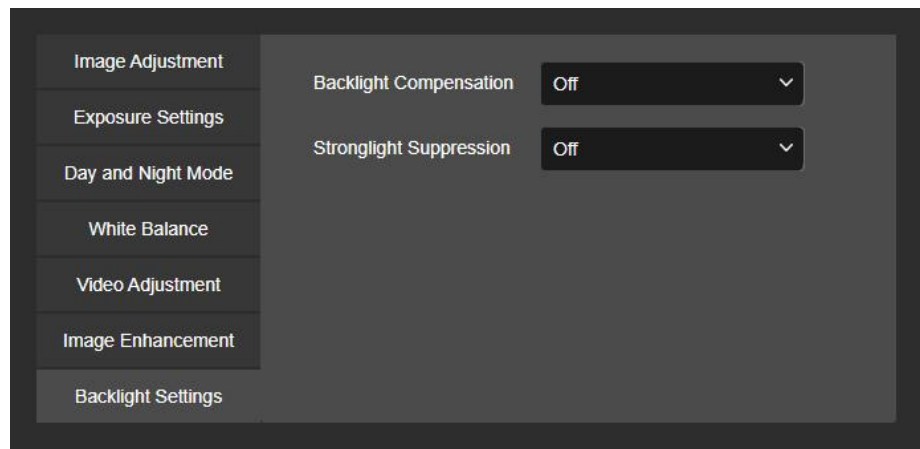 Image Adjustment
Exposure Settings
Day and Night Mode
White Balance
Video Adjustment
Image Enhancement
Backlight Settings
Backlight Compensation Off
Stronglight Suppression Off